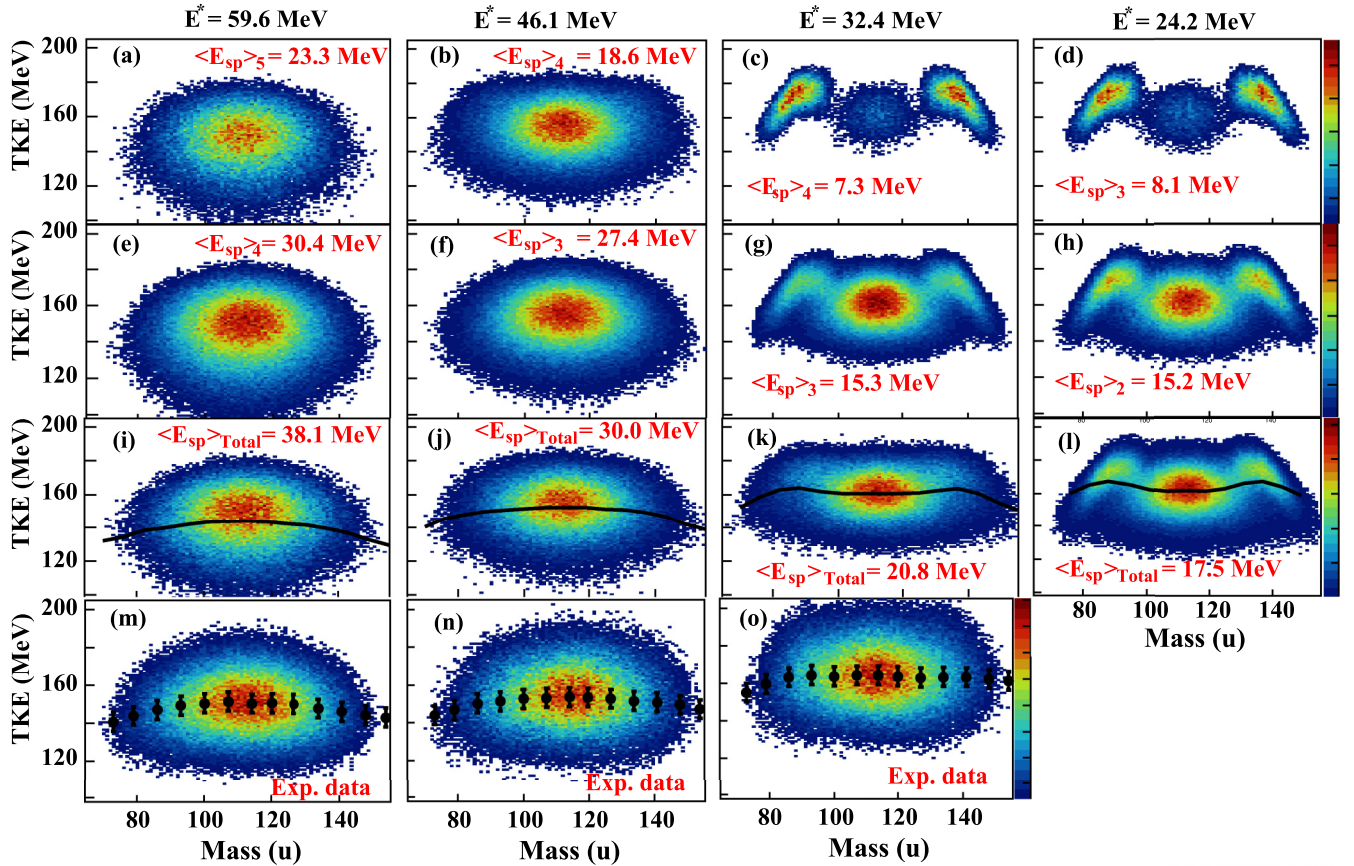 E* = 59.6 MeV E* = 46.1 MeV E* = 32.4 MeV E* = 24.2 MeV
200 (a) <Esp>5 = 23.3 MeV (b) <Esp>4 = 18.6 MeV (c) (d)
TKE (MeV)
160
120 <Esp>4 = 7.3 MeV <Esp>3 = 8.1 MeV
200 (e) <Esp>4 = 30.4 MeV (f) <Esp>3 = 27.4 MeV (g) (h)
TKE (MeV)
160
120 <Esp>3 = 15.3 MeV <Esp>2 = 15.2 MeV
200 (i) <Esp>Total = 38.1 MeV (j) <Esp>Total = 30.0 MeV (k) (l)
TKE (MeV)
160
120 <Esp>Total = 20.8 MeV <Esp>Total = 17.5 MeV
80 100 120 140
Mass (u)
200 (m) (n) (o)
TKE (MeV)
160
120
Exp. data Exp. data Exp. data
80 100 120 140 80 100 120 140 80 100 120 140
Mass (u) Mass (u) Mass (u)